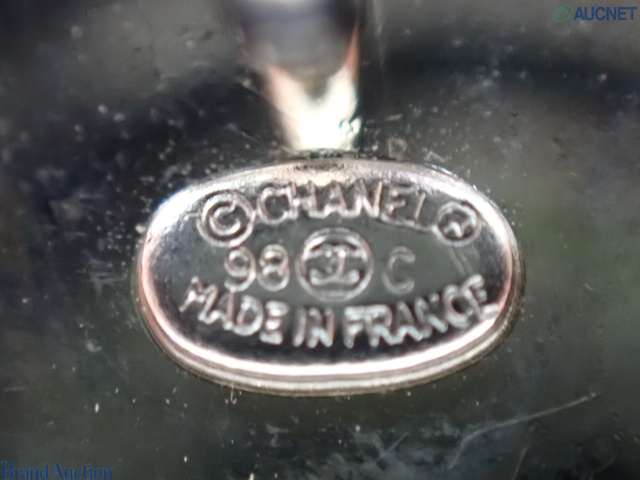 AUCNET
© CHANEL ®
98 C
MADE IN FRANCE
Brand Auction